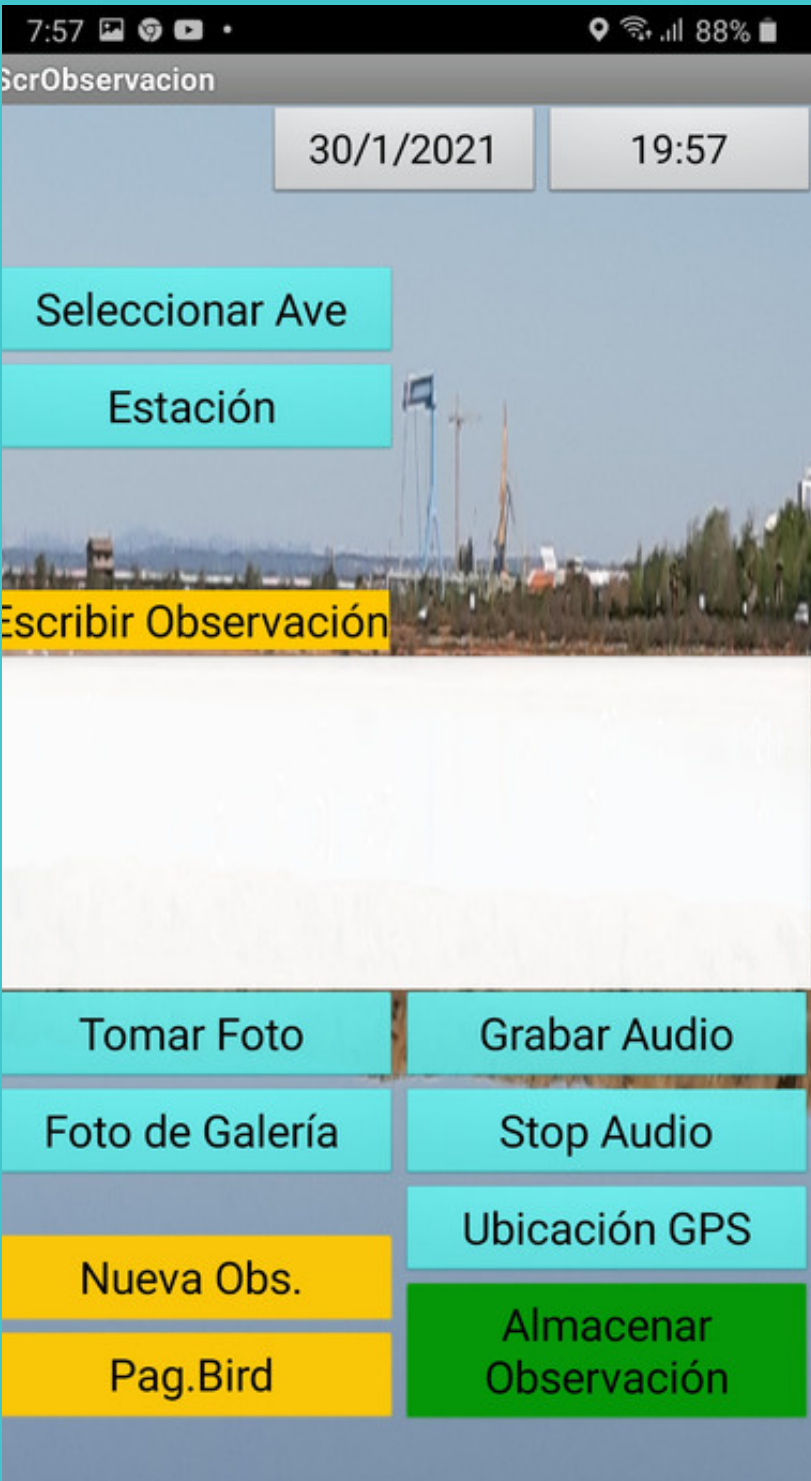 7:57
88%
ScrObservacion
30/1/2021
19:57
Seleccionar Ave
Estación
Escribir Observación
Tomar Foto
Grabar Audio
Foto de Galería
Stop Audio
Ubicación GPS
Nueva Obs.
Almacenar
Observación
Pag.Bird